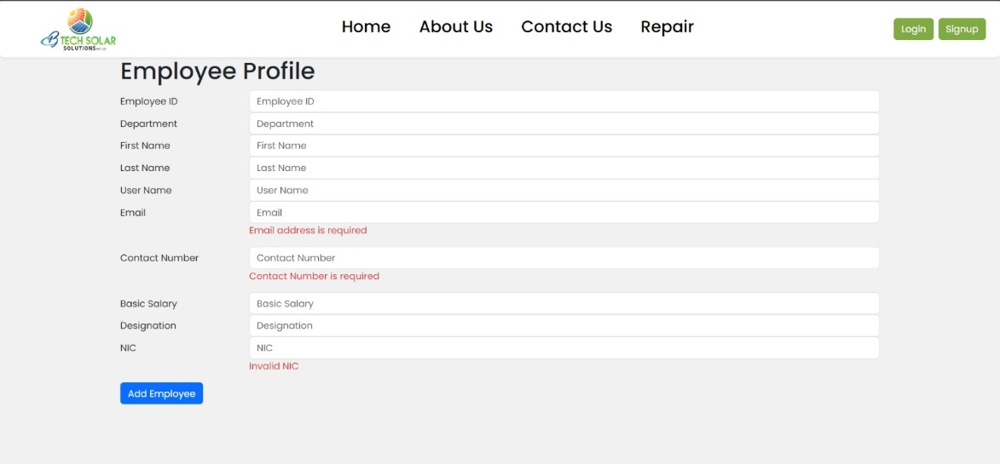 B TECH SOLAR
SOLUTIONS PVT LTD
Home About Us Contact Us Repair
Login Signup
Employee Profile
Employee ID Employee ID
Department Department
First Name First Name
Last Name Last Name
User Name User Name
Email Email
Email address is required
Contact Number Contact Number
Contact Number is required
Basic Salary Basic Salary
Designation Designation
NIC NIC
Invalid NIC
Add Employee